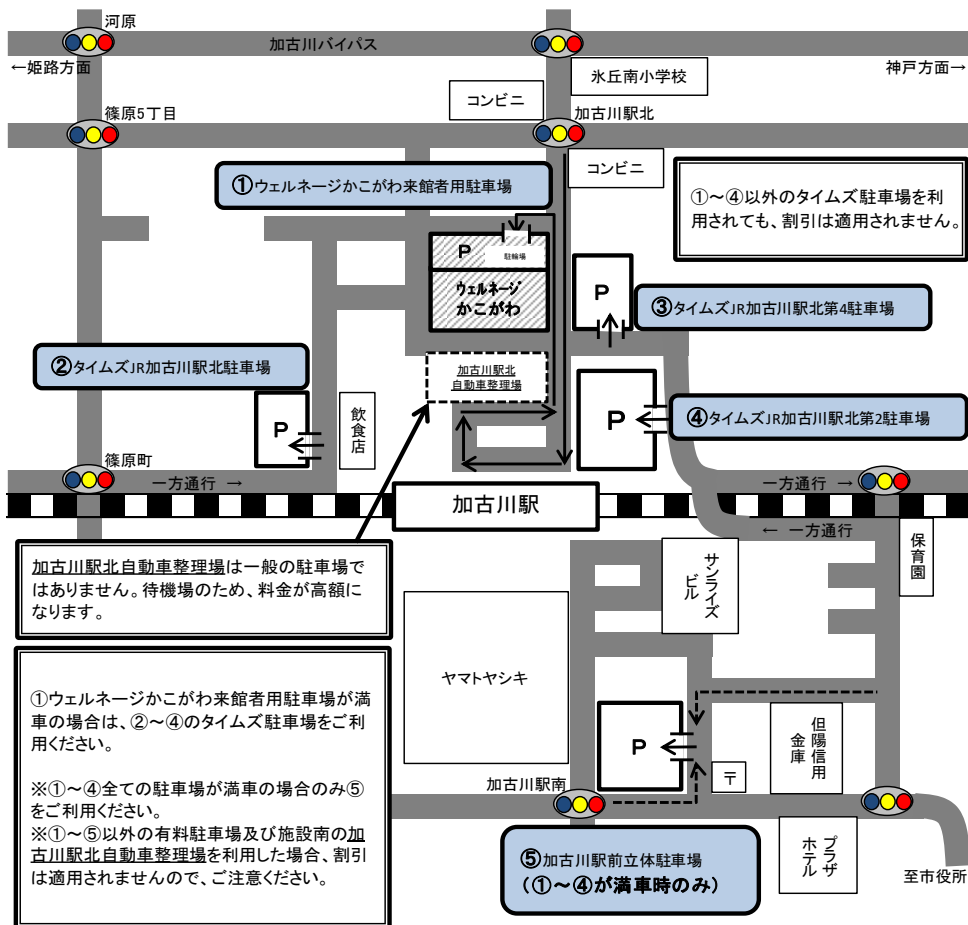 河原
加古川バイパス
←姫路方面
神戸方面→
氷丘南小学校
コンビニ
篠原5丁目
加古川駅北
コンビニ
①ウェルネージかこがわ来館者用駐車場
①～④以外のタイムズ駐車場を利
用されても、割引は適用されません。
P
駐輪場
ウェルネージ
かこがわ
P
③タイムズJR加古川駅北第4駐車場
②タイムズJR加古川駅北駐車場
加古川駅北
自動車整理場
P
飲食店
P
④タイムズJR加古川駅北第2駐車場
篠原町
一方通行 →
一方通行 →
加古川駅
← 一方通行
保育園
サンライズ
ビル
加古川駅北自動車整理場は一般の駐車場で
はありません。待機場のため、料金が高額に
なります。
ヤマトヤシキ
①ウェルネージかこがわ来館者用駐車場が満
車の場合は、②～④のタイムズ駐車場をご利
用ください。
※①～④全ての駐車場が満車の場合のみ⑤
をご利用ください。
※①～⑤以外の有料駐車場及び施設南の加
古川駅北自動車整理場を利用した場合、割引
は適用されませんので、ご注意ください。
P
但陽信用
金庫
〒
加古川駅南
⑤加古川駅前立体駐車場
(①～④が満車時のみ)
プラザ
ホテル
至市役所